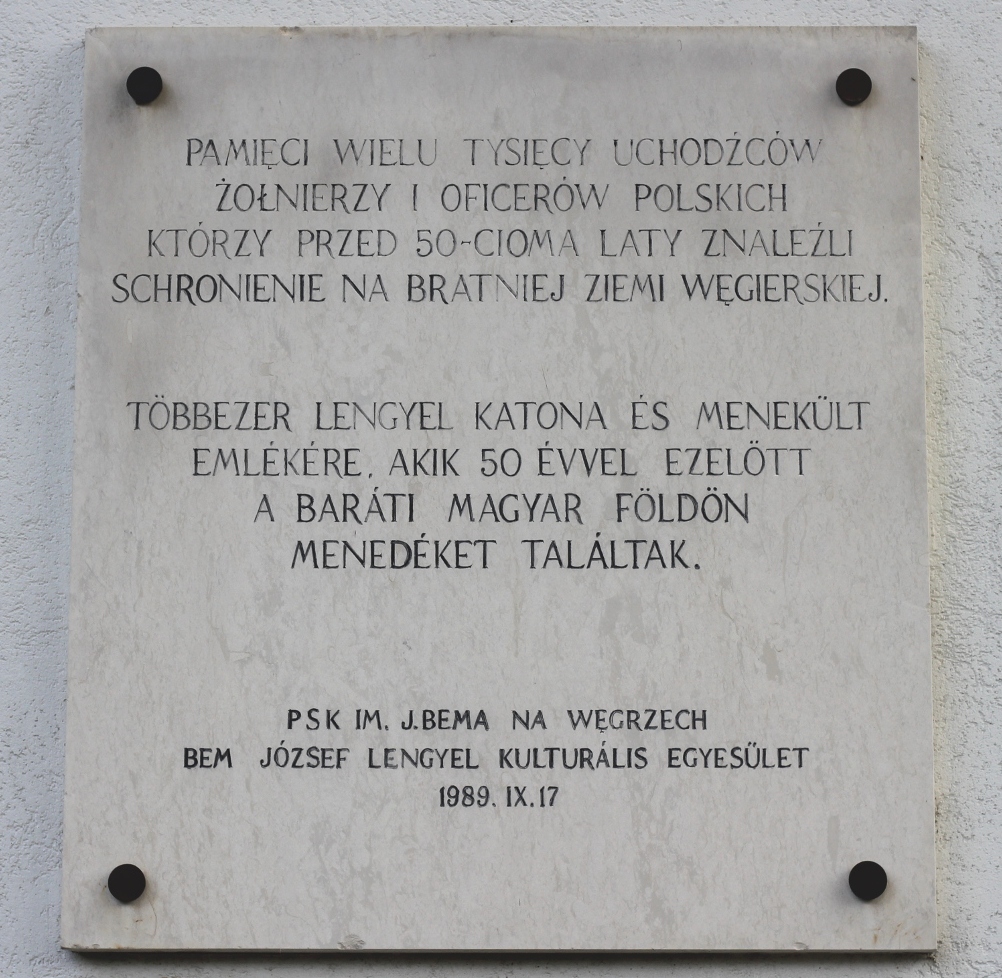 PAMIĘCI WIELU TYSIĘCY UCHODŹCÓW
ŻOŁNIERZY I OFICERÓW POLSKICH
KTÓRZY PRZED 50-CIOMA LATY ZNALEŹLI
SCHRONIENIE NA BRATNIEJ ZIEMI WĘGIERSKIEJ.
TÖBBEZER LENGYEL KATONA ÉS MENEKÜLT
EMLÉKÉRE, AKIK 50 ÉVVEL EZELÖTT
A BARÁTI MAGYAR FÖLDÖN
MENEDÉKET TALÁLTAK.
PSK IM. J.BEMA NA WĘGRZECH
BEM JÓZSEF LENGYEL KULTURÁLIS EGYESÜLET
1989. IX.17